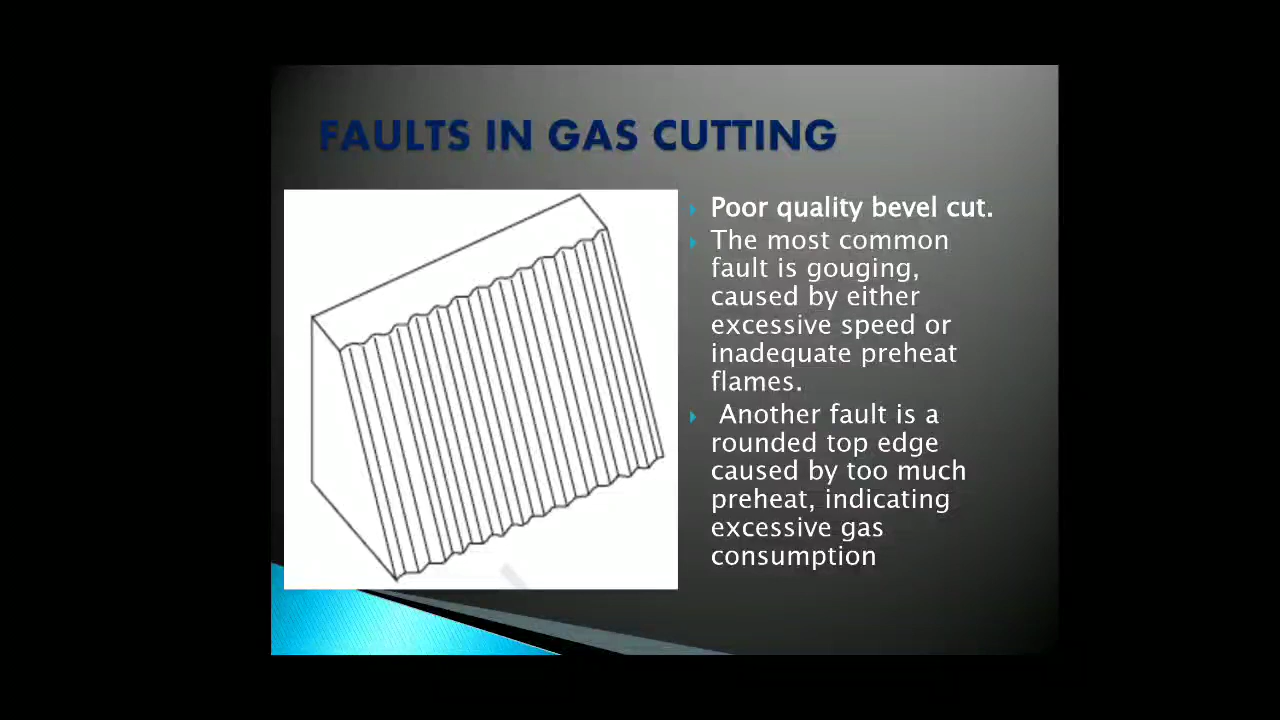 FAULTS IN GAS CUTTING
Poor quality bevel cut.
The most common
fault is gouging,
caused by either
excessive speed or
inadequate preheat
flames.
Another fault is a
rounded top edge
caused by too much
preheat, indicating
excessive gas
consumption